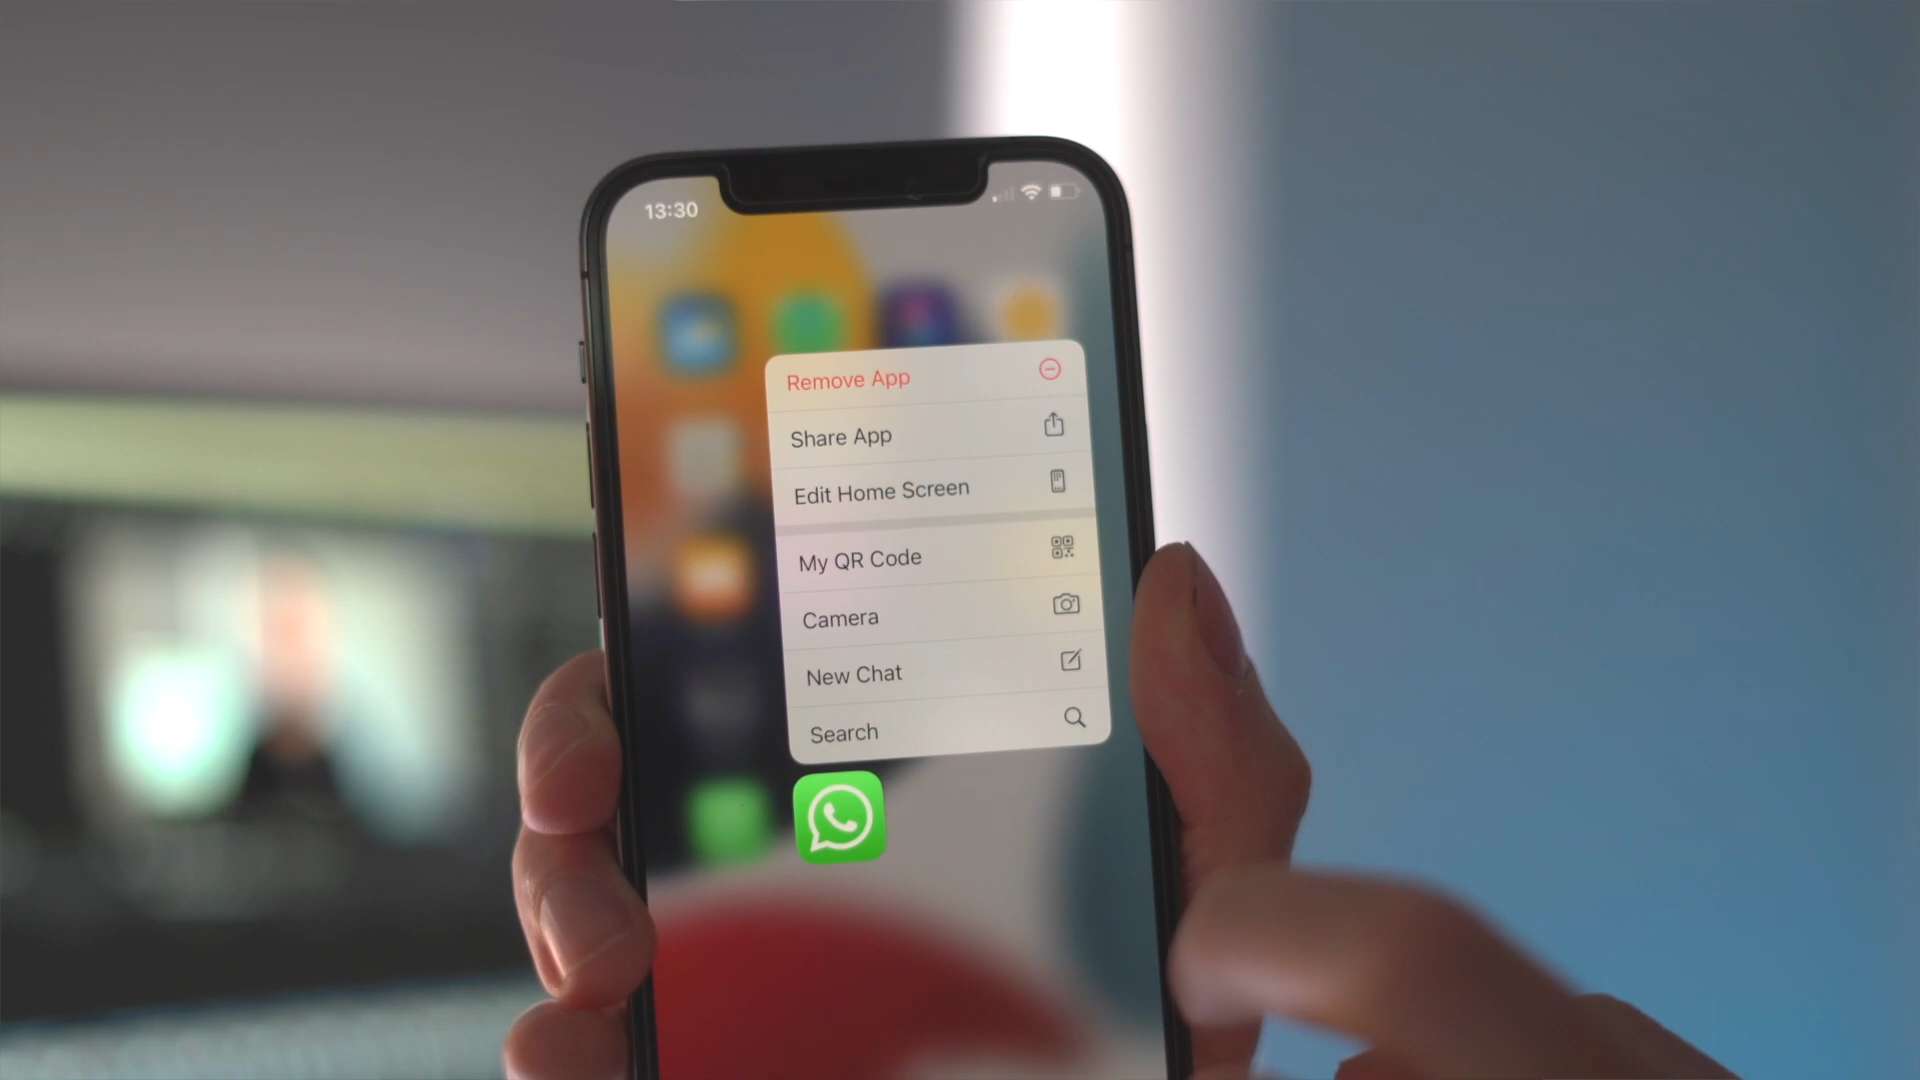 13:30
Remove App
Share App
Edit Home Screen
My QR Code
Camera
New Chat
Search